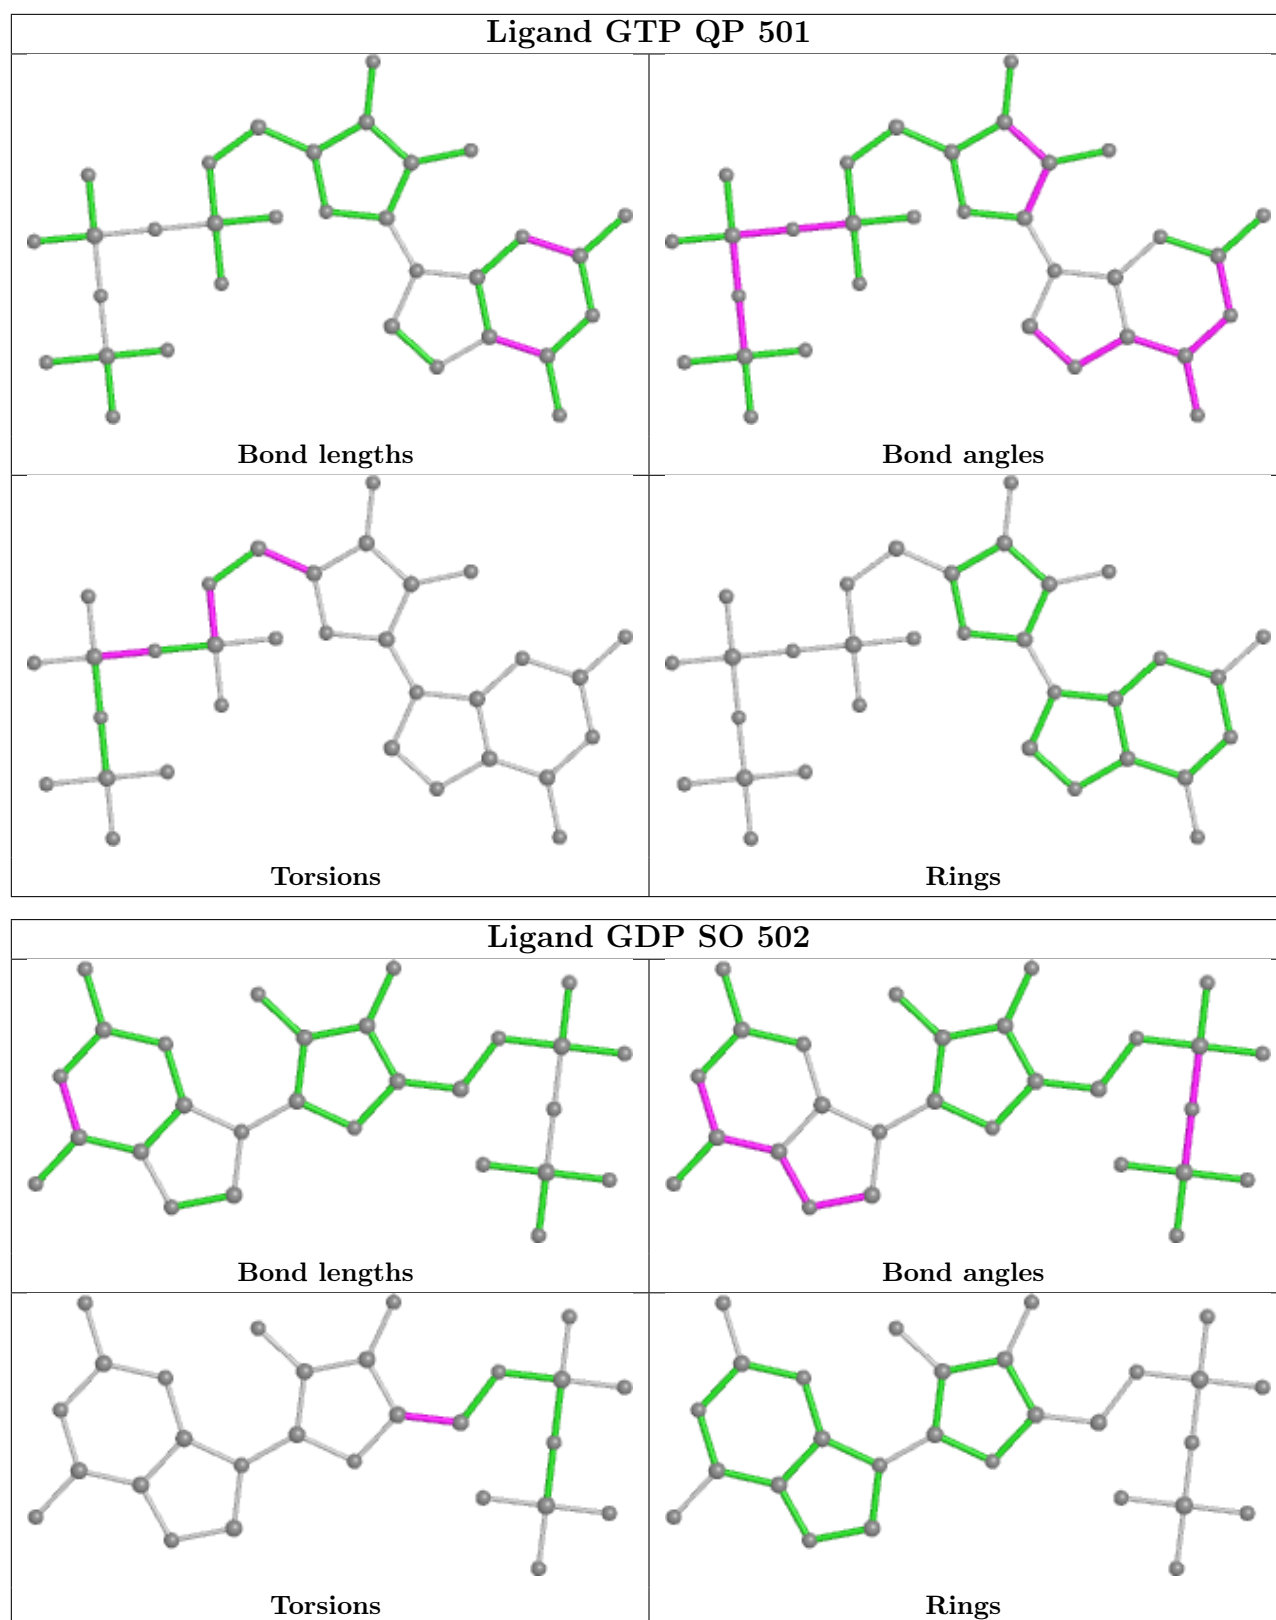 Ligand GTP QP 501
Bond lengths
Bond angles
Torsions
Rings
Ligand GDP SO 502
Bond lengths
Bond angles
Torsions
Rings